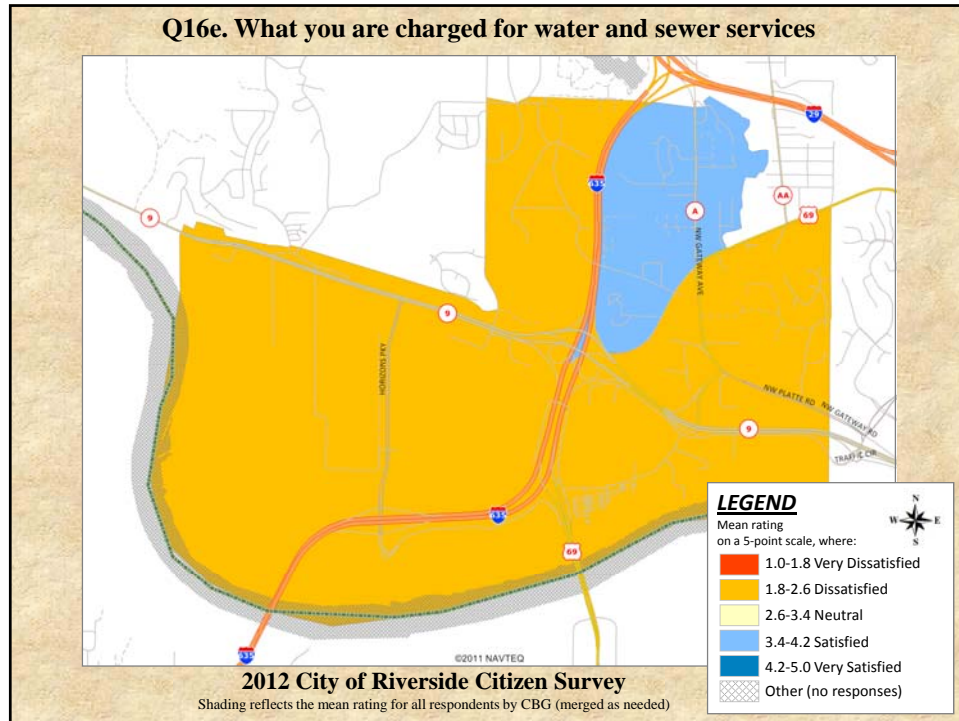 Q16e. What you are charged for water and sewer services
29
635
AA
A
69
9
NW GATEWAY AVE
9
HORIZONS PKY
NW PLATTE RD
NW GATEWAY RD
9
TRAFFIC CIR
635
69
635
©2011 NAVTEQ
LEGEND
Mean rating
on a 5-point scale, where:
1.0-1.8 Very Dissatisfied
1.8-2.6 Dissatisfied
2.6-3.4 Neutral
3.4-4.2 Satisfied
4.2-5.0 Very Satisfied
Other (no responses)
N
W E
S
2012 City of Riverside Citizen Survey
Shading reflects the mean rating for all respondents by CBG (merged as needed)